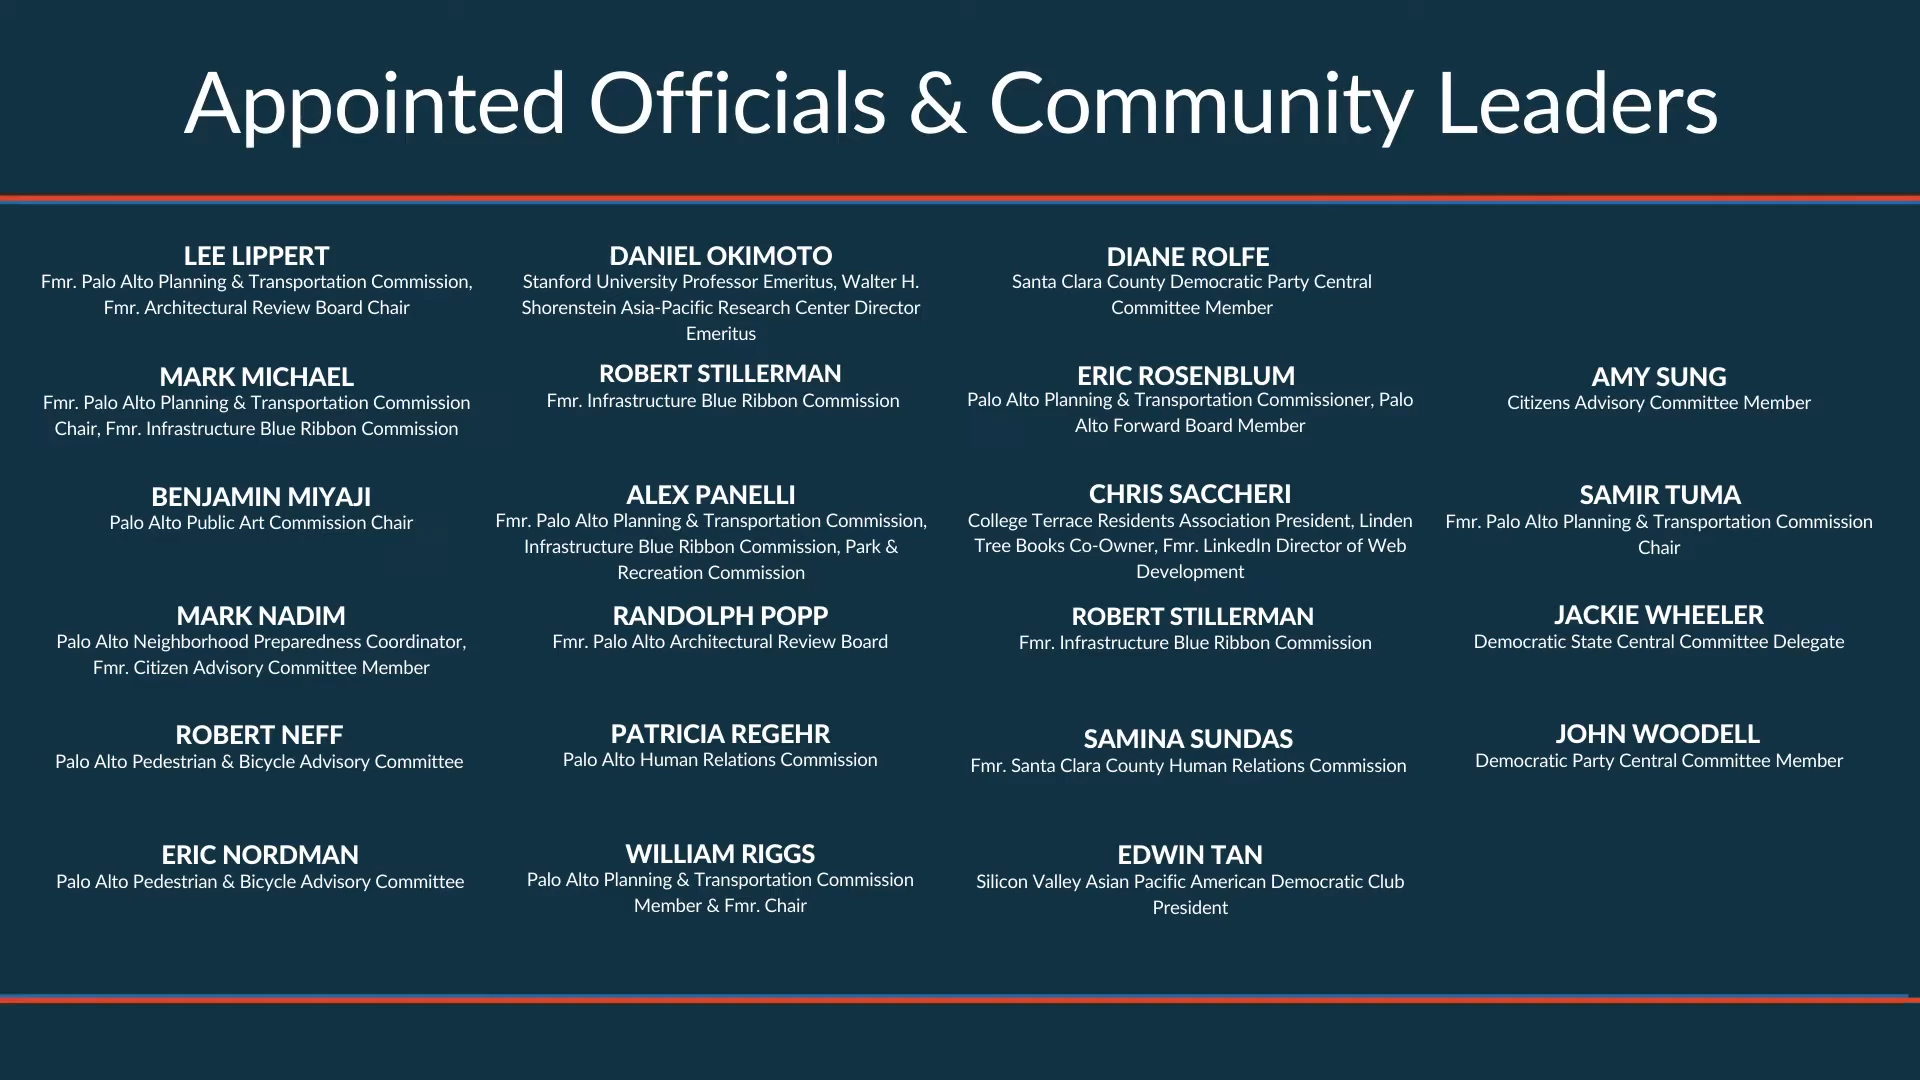 Appointed Officials & Community Leaders
LEE LIPPERT
Fmr. Palo Alto Planning & Transportation Commission,
Fmr. Architectural Review Board Chair
DANIEL OKIMOTO
Stanford University Professor Emeritus, Walter H.
Shorenstein Asia-Pacific Research Center Director
Emeritus
DIANE ROLFE
Santa Clara County Democratic Party Central
Committee Member
MARK MICHAEL
Fmr. Palo Alto Planning & Transportation Commission
Chair, Fmr. Infrastructure Blue Ribbon Commission
ROBERT STILLERMAN
Fmr. Infrastructure Blue Ribbon Commission
ERIC ROSENBLUM
Palo Alto Planning & Transportation Commissioner, Palo
Alto Forward Board Member
AMY SUNG
Citizens Advisory Committee Member
BENJAMIN MIYAJI
Palo Alto Public Art Commission Chair
ALEX PANELLI
Fmr. Palo Alto Planning & Transportation Commission,
Infrastructure Blue Ribbon Commission, Park &
Recreation Commission
CHRIS SACCHERI
College Terrace Residents Association President, Linden
Tree Books Co-Owner, Fmr. LinkedIn Director of Web
Development
SAMIR TUMA
Fmr. Palo Alto Planning & Transportation Commission
Chair
MARK NADIM
Palo Alto Neighborhood Preparedness Coordinator,
Fmr. Citizen Advisory Committee Member
RANDOLPH POPP
Fmr. Palo Alto Architectural Review Board
ROBERT STILLERMAN
Fmr. Infrastructure Blue Ribbon Commission
JACKIE WHEELER
Democratic State Central Committee Delegate
ROBERT NEFF
Palo Alto Pedestrian & Bicycle Advisory Committee
PATRICIA REGEHR
Palo Alto Human Relations Commission
SAMINA SUNDAS
Fmr. Santa Clara County Human Relations Commission
JOHN WOODELL
Democratic Party Central Committee Member
ERIC NORDMAN
Palo Alto Pedestrian & Bicycle Advisory Committee
WILLIAM RIGGS
Palo Alto Planning & Transportation Commission
Member & Fmr. Chair
EDWIN TAN
Silicon Valley Asian Pacific American Democratic Club
President